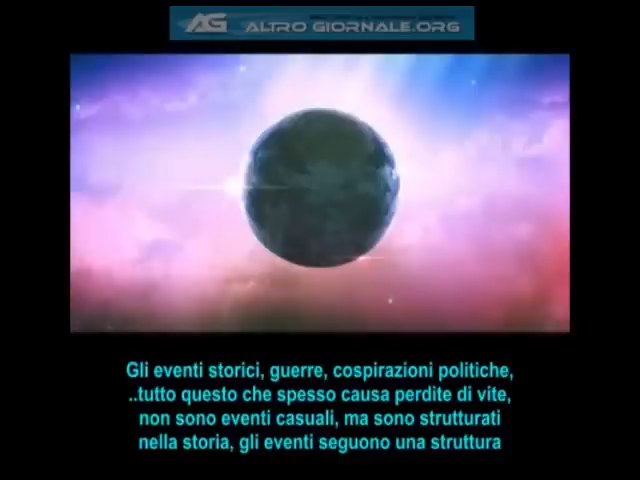 AG ALTRO GIORNALE.ORG
Gli eventi storici, guerre, cospirazioni politiche,
..tutto questo che spesso causa perdite di vite,
non sono eventi casuali, ma sono strutturati
nella storia, gli eventi seguono una struttura